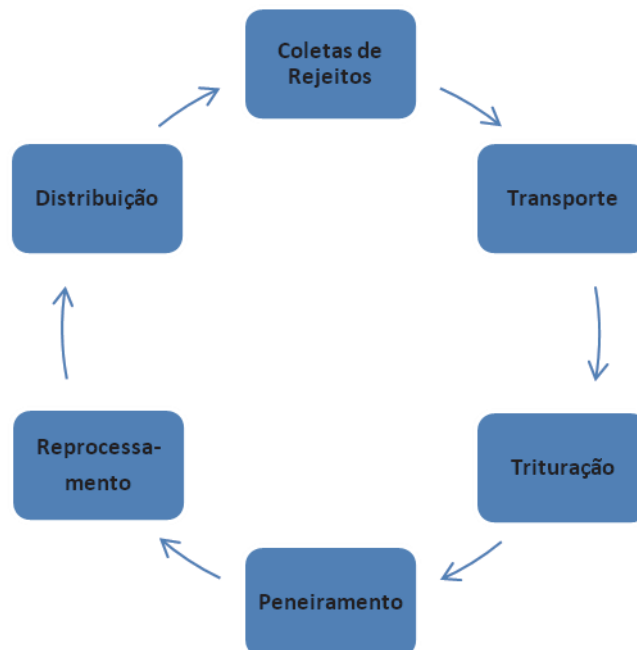 Coletas de
Rejeitos
Transporte
Trituração
Peneiramento
Reprocessa-
mento
Distribuição